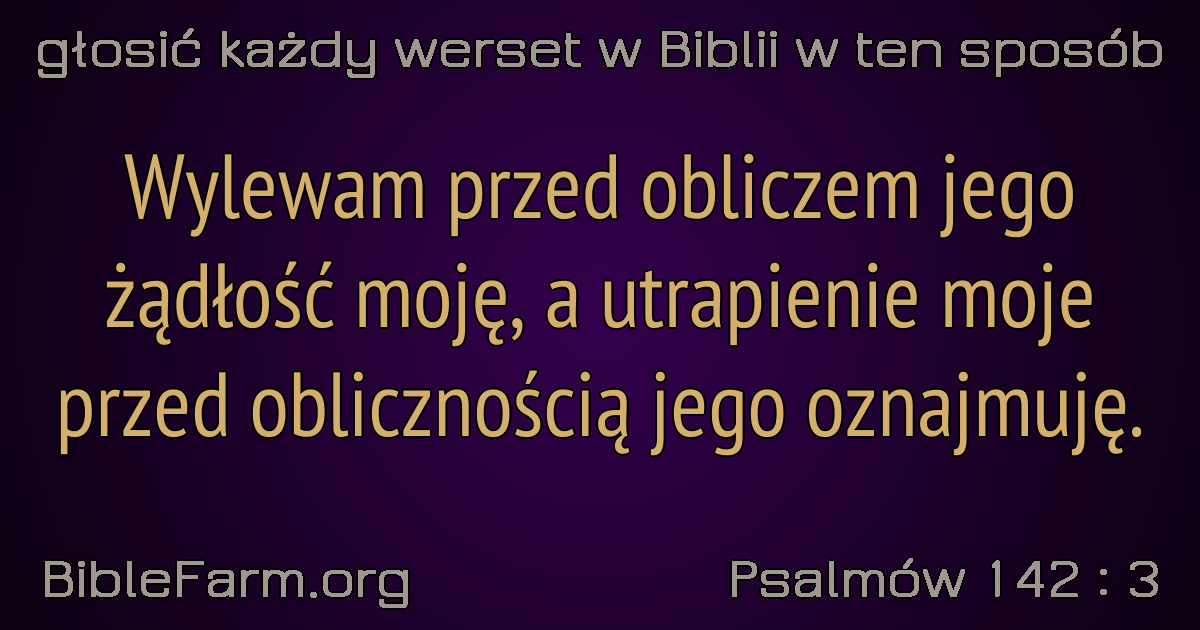 głosić każdy werset w Biblii w ten sposób
Wylewam przed obliczem jego
żądłość moję, a utrapienie moje
przed oblicznością jego oznajmuję.
BibleFarm.org
Psalmów 142 : 3